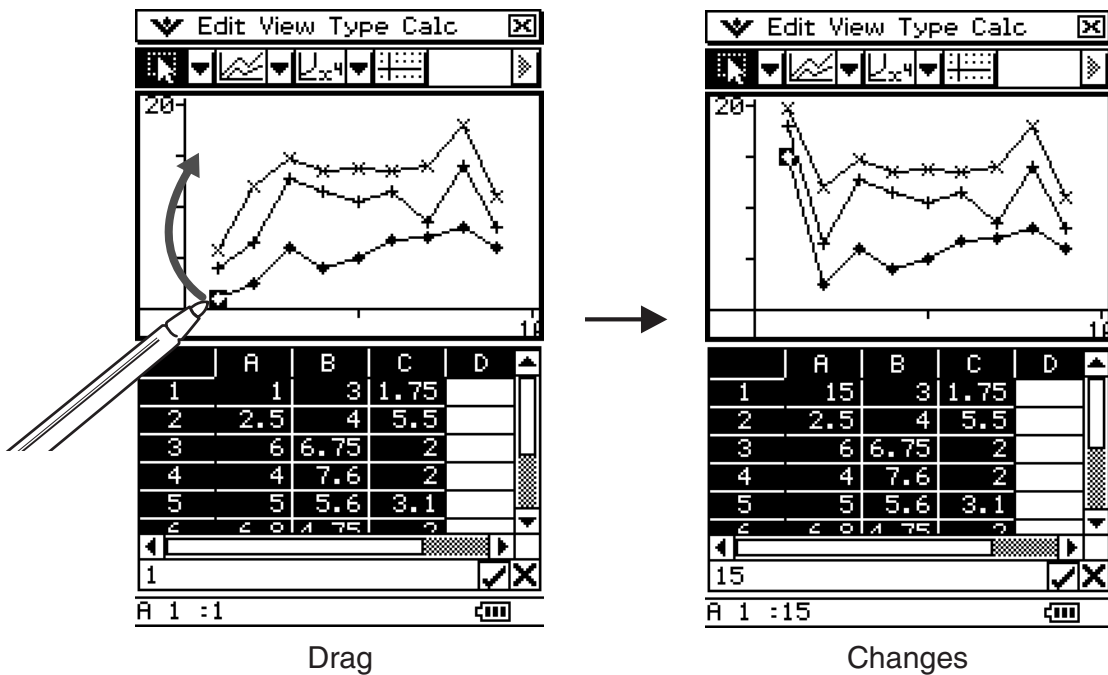 Edit View Type Calc
20
A B C D
1 1 3 1.75
2 2.5 4 5.5
3 6 6.75 2
4 4 7.6 2
5 5 5.6 3.1
1
A 1 :1
Drag
Edit View Type Calc
20
A B C D
1 15 3 1.75
2 2.5 4 5.5
3 6 6.75 2
4 4 7.6 2
5 5 5.6 3.1
15
A 1 :15
Changes